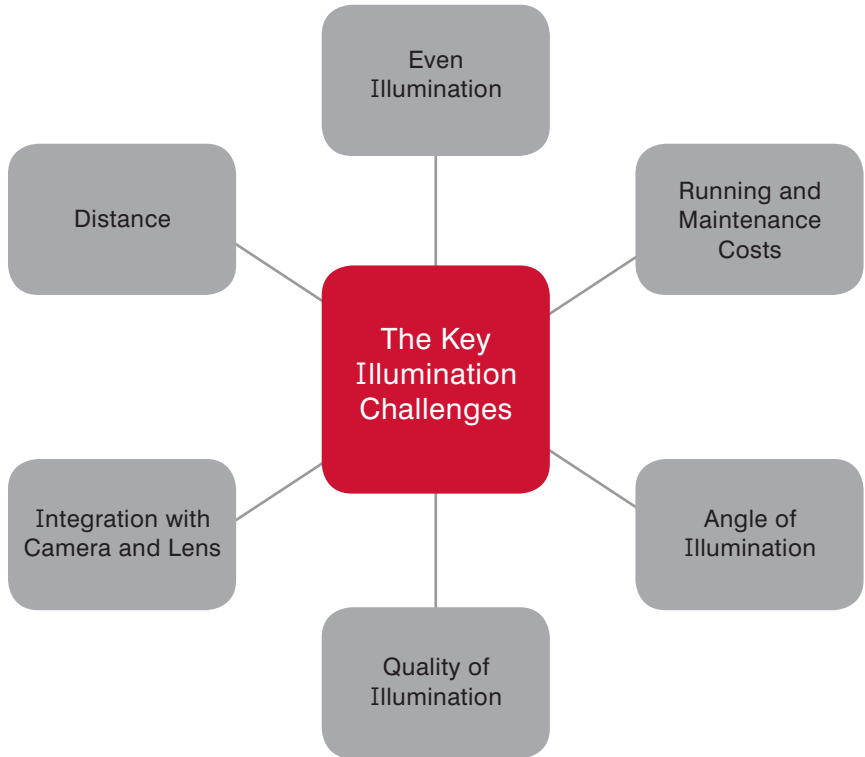 Even
Illumination
Distance
Running and
Maintenance
Costs
The Key
Illumination
Challenges
Integration with
Camera and Lens
Angle of
Illumination
Quality of
Illumination